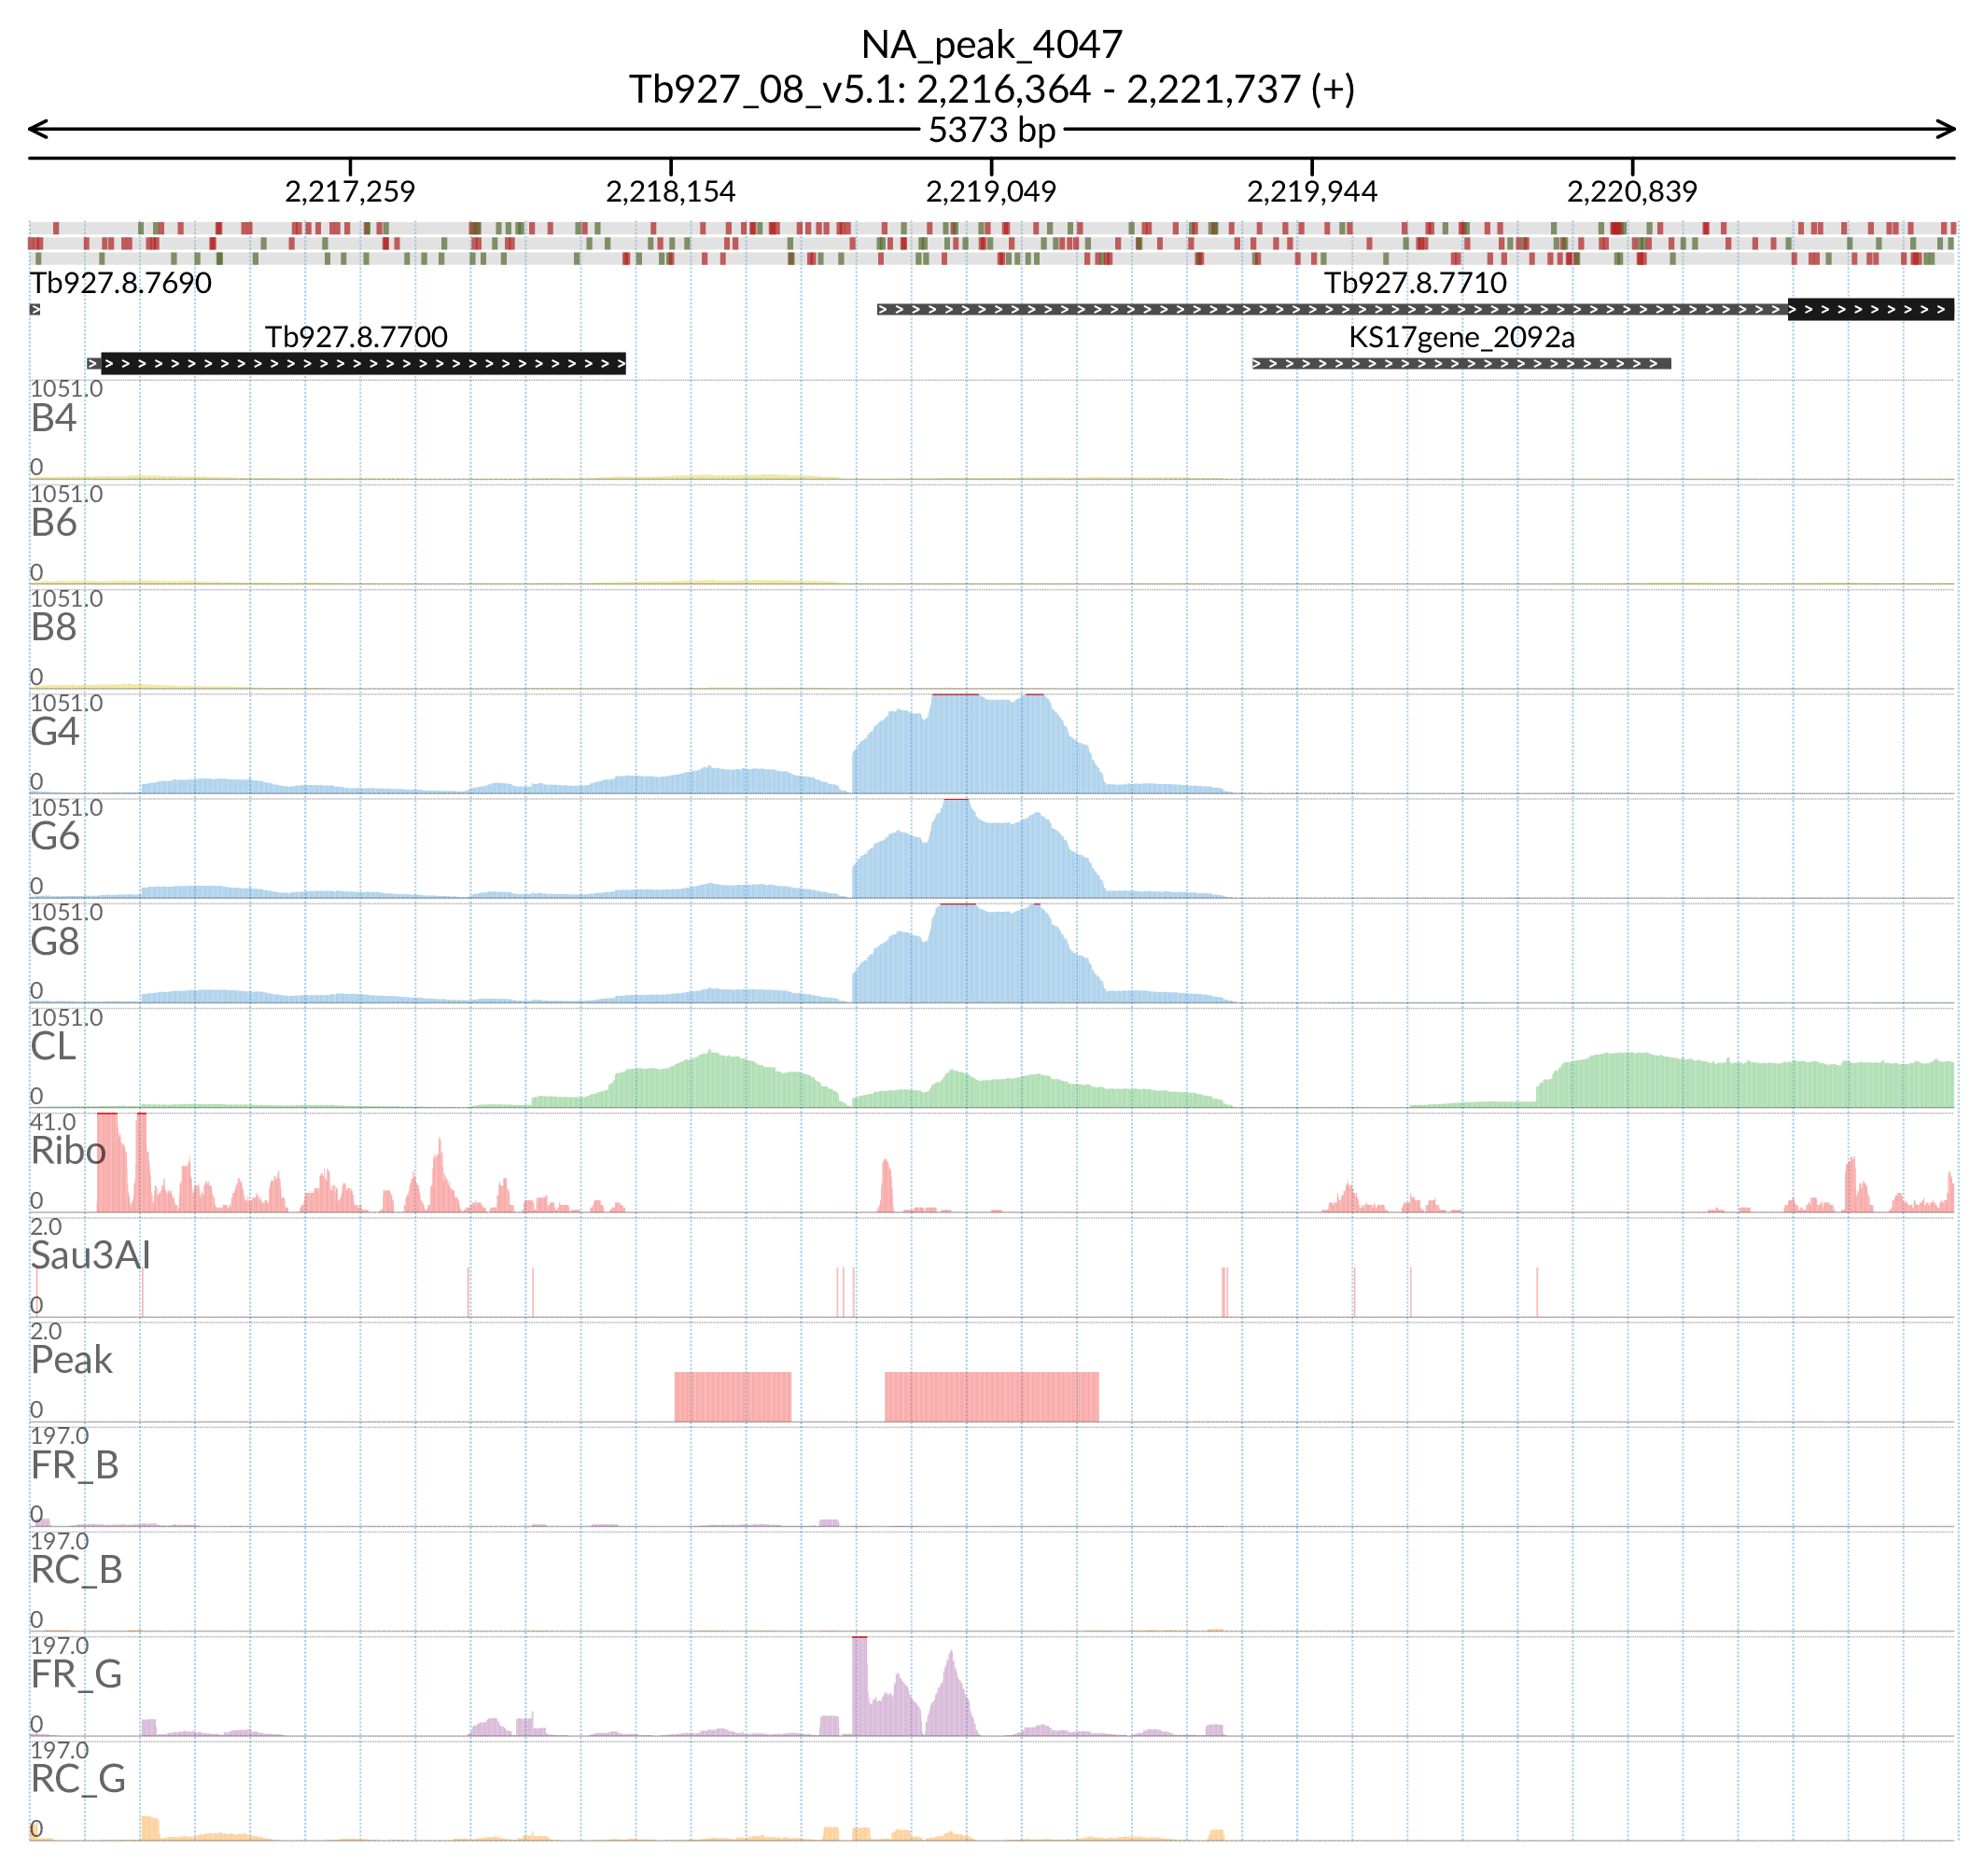 NA_peak_4047
Tb927_08_v5.1: 2,216,364 - 2,221,737 (+)
5373 bp
2,217,259 2,218,154 2,219,049 2,219,944 2,220,839
Tb927.8.7690 Tb927.8.7710
Tb927.8.7700 KS17gene_2092a
1051.0
B4
0
1051.0
B6
0
1051.0
B8
0
1051.0
G4
0
1051.0
G6
0
1051.0
G8
0
1051.0
CL
0
41.0
Ribo
0
2.0
Sau3AI
0
2.0
Peak
0
197.0
FR_B
0
197.0
RC_B
0
197.0
FR_G
0
197.0
RC_G
0